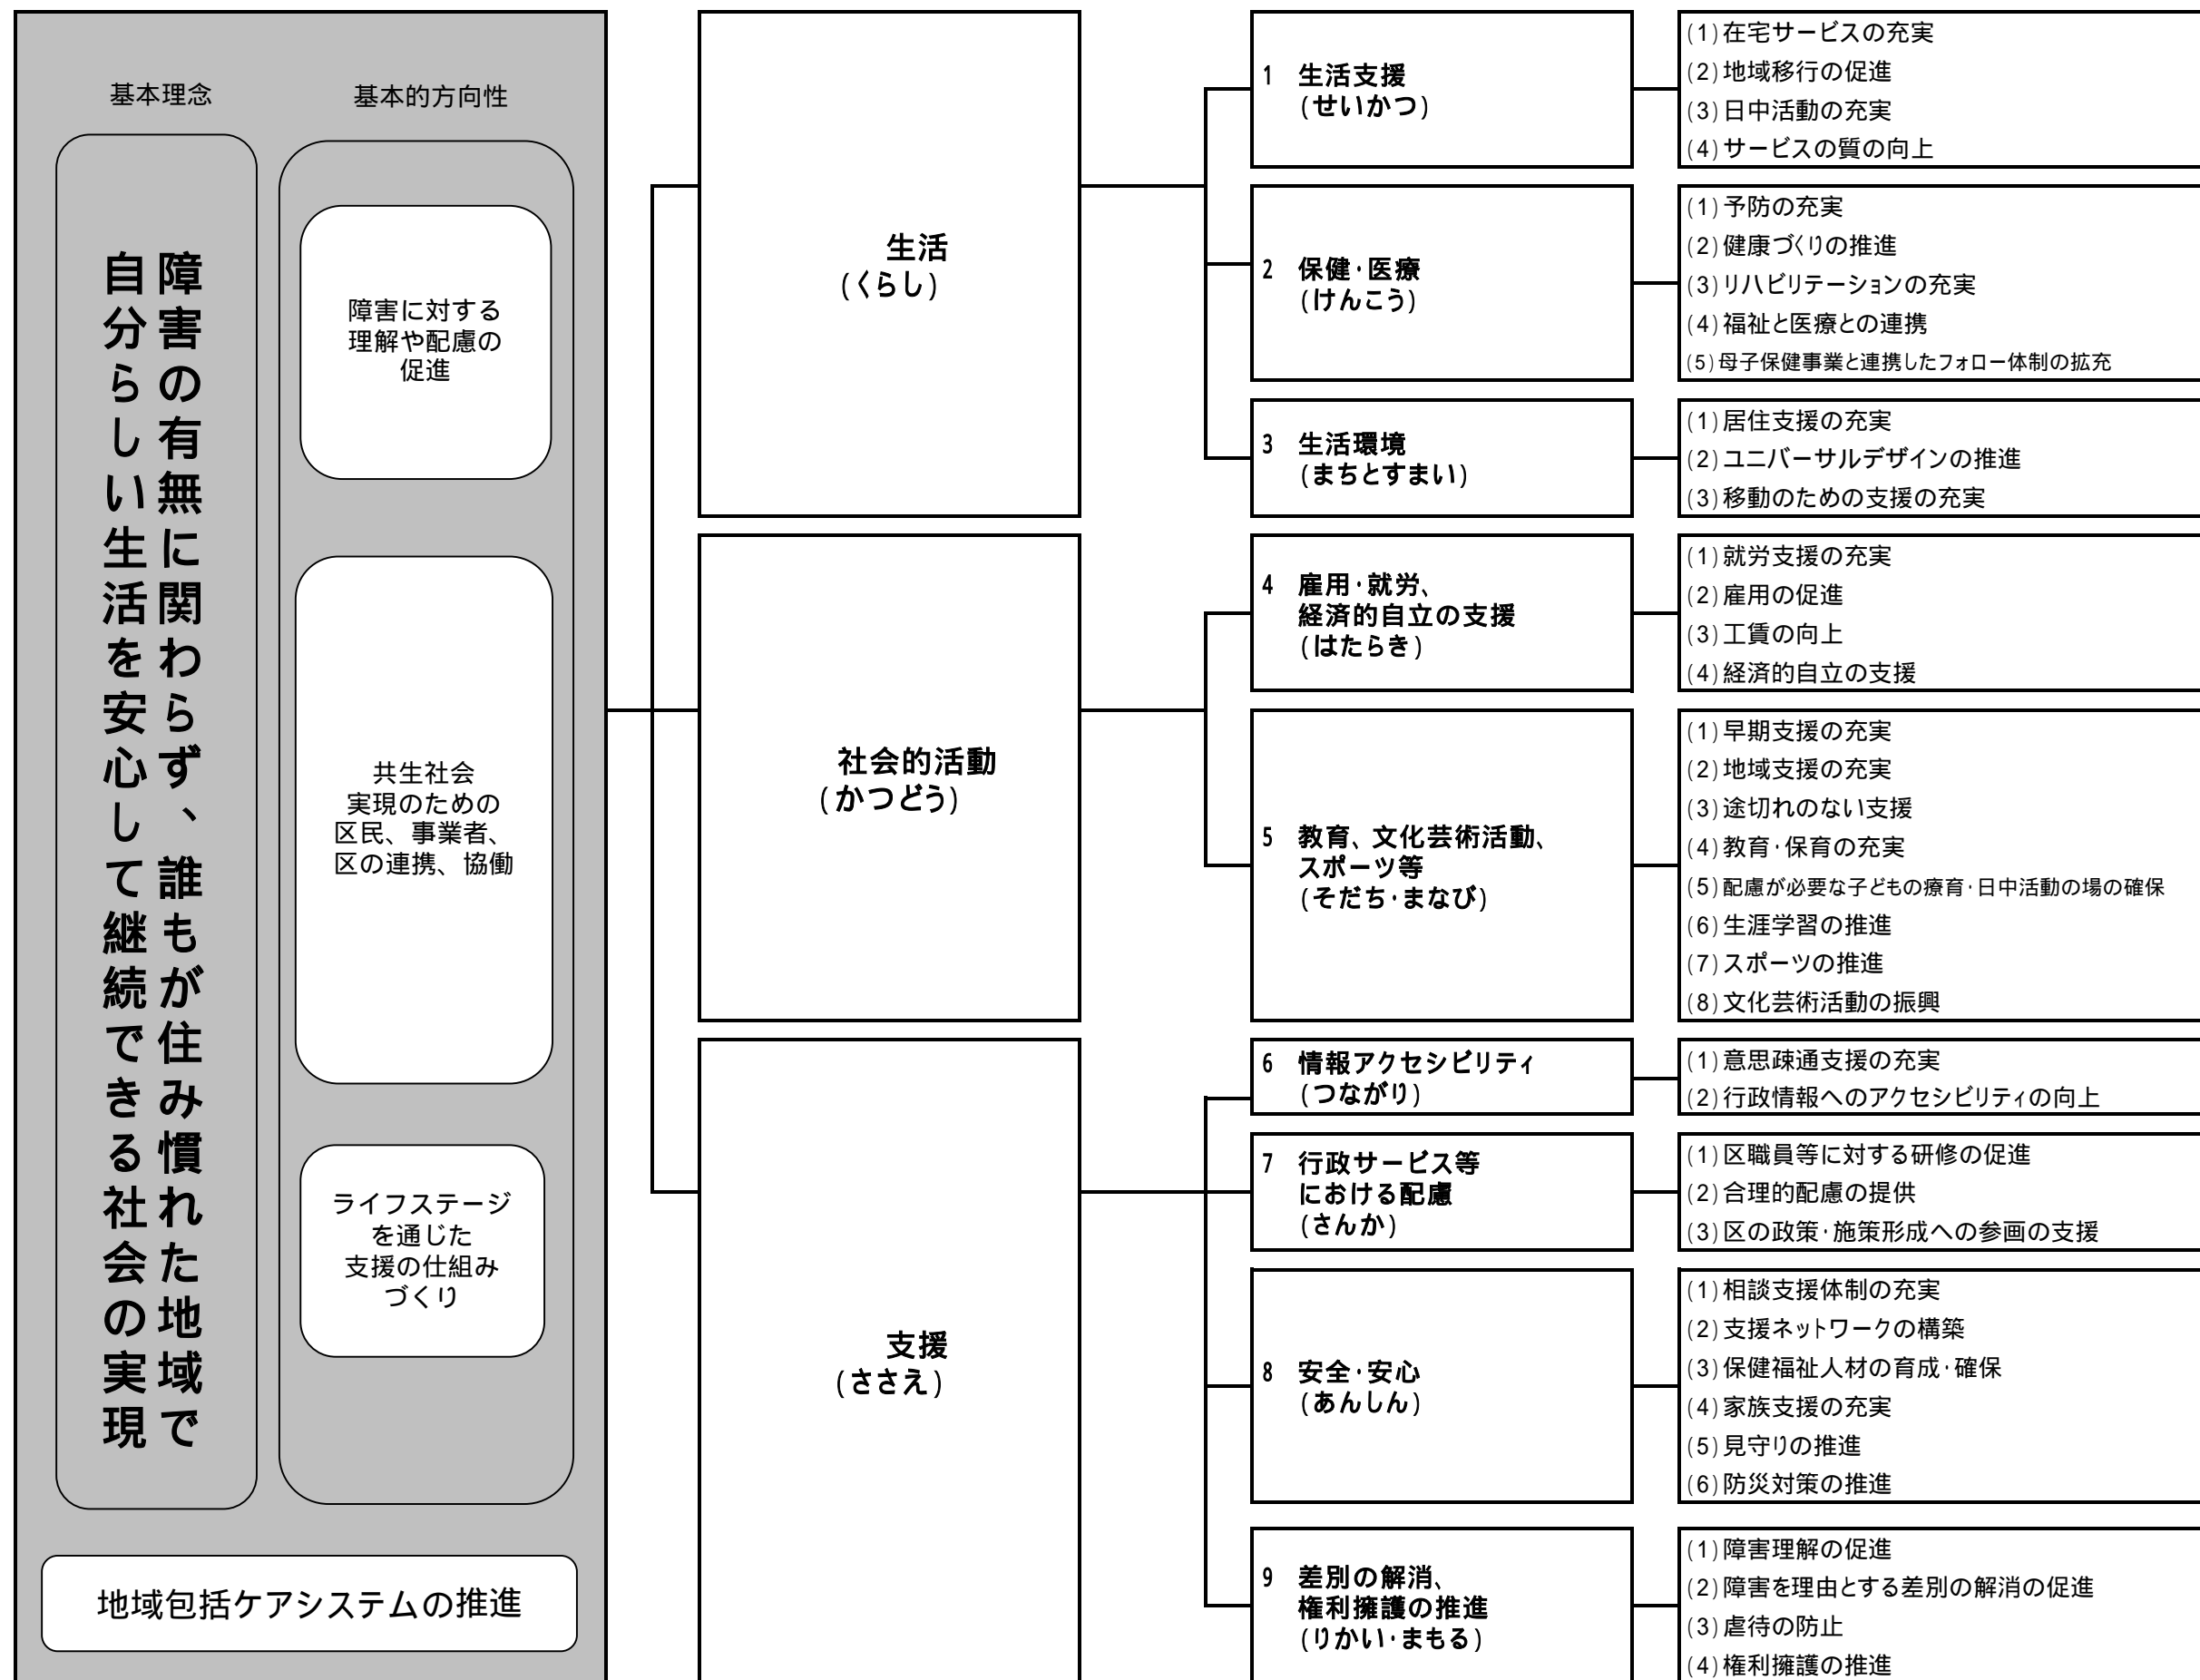 基本理念
障害の有無に関わらず、誰もが住み慣れた地域で
自分らしい生活を安心して継続できる社会の実現
基本的方向性
障害に対する
理解や配慮の
促進
共生社会
実現のための
区民、事業者、
区の連携、協働
ライフステージ
を通じた
支援の仕組み
づくり
地域包括ケアシステムの推進
生活
(くらし)
1 生活支援
(せいかつ)
(1)在宅サービスの充実
(2)地域移行の促進
(3)日中活動の充実
(4)サービスの質の向上
2 保健・医療
(けんこう)
(1)予防の充実
(2)健康づくりの推進
(3)リハビリテーションの充実
(4)福祉と医療との連携
(5)母子保健事業と連携したフォロー体制の拡充
3 生活環境
(まちとすまい)
(1)居住支援の充実
(2)ユニバーサルデザインの推進
(3)移動のための支援の充実
社会的活動
(かつどう)
4 雇用・就労、
経済的自立の支援
(はたらき)
(1)就労支援の充実
(2)雇用の促進
(3)工賃の向上
(4)経済的自立の支援
5 教育、文化芸術活動、
スポーツ等
(そだち・まなび)
(1)早期支援の充実
(2)地域支援の充実
(3)途切れのない支援
(4)教育・保育の充実
(5)配慮が必要な子どもの療育・日中活動の場の確保
(6)生涯学習の推進
(7)スポーツの推進
(8)文化芸術活動の振興
支援
(ささえ)
6 情報アクセシビリティ
(つながり)
(1)意思疎通支援の充実
(2)行政情報へのアクセシビリティの向上
7 行政サービス等
における配慮
(さんか)
(1)区職員等に対する研修の促進
(2)合理的配慮の提供
(3)区の政策・施策形成への参画の支援
8 安全・安心
(あんしん)
(1)相談支援体制の充実
(2)支援ネットワークの構築
(3)保健福祉人材の育成・確保
(4)家族支援の充実
(5)見守りの推進
(6)防災対策の推進
9 差別の解消、
権利擁護の推進
(りかい・まもる)
(1)障害理解の促進
(2)障害を理由とする差別の解消の促進
(3)虐待の防止
(4)権利擁護の推進